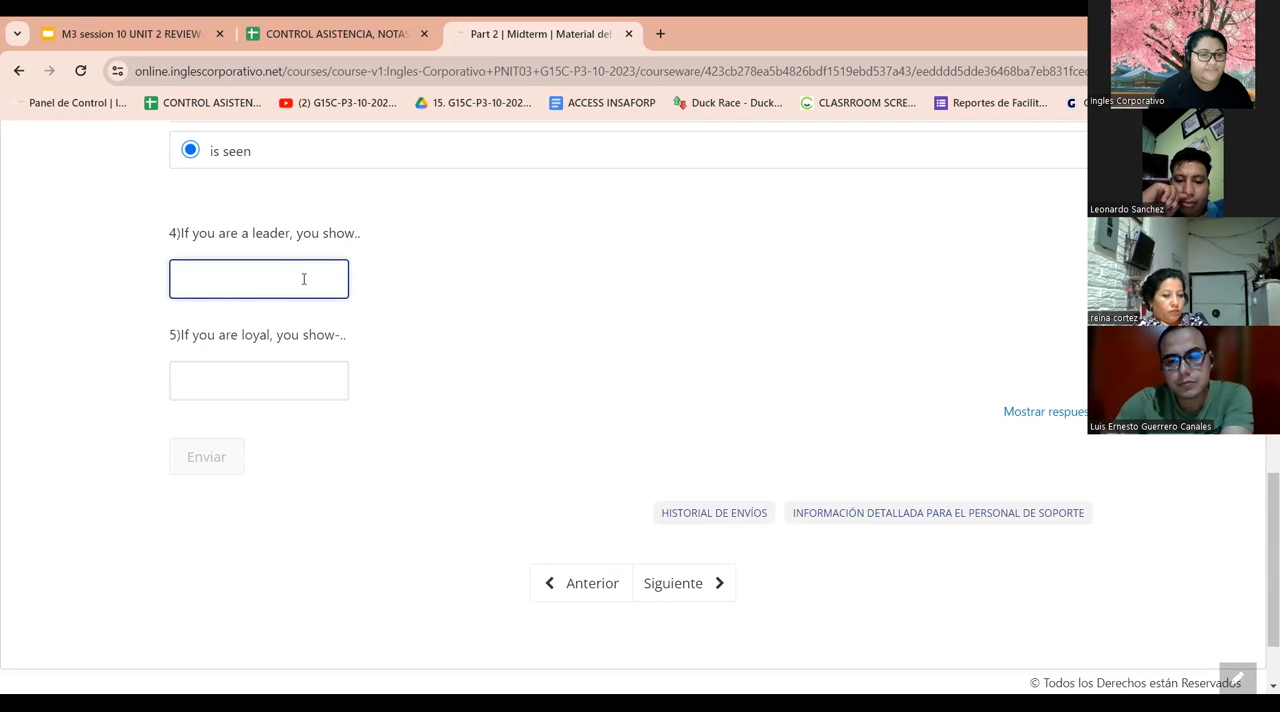 M3 session 10 UNIT 2 REVIEW
CONTROL ASISTENCIA, NOTAS
Part 2 | Midterm | Material del
online.inglescorporativo.net/courses/course-v1:Ingles-Corporativo+PNIT03+G15C-P3-10-2023/courseware/423cb278ea5b4826bdf1519ebd537a43/eedddd5dde36468ba7eb831fced
Panel de Control | I...
CONTROL ASISTEN...
(2) G15C-P3-10-202...
15. G15C-P3-10-202...
ACCESS INSAFORP
Duck Race - Duck...
CLASRROOM SCRE...
Reportes de Facilit...
is seen
4)If you are a leader, you show..
5)If you are loyal, you show-..
Mostrar respues
Enviar
HISTORIAL DE ENVÍOS
INFORMACIÓN DETALLADA PARA EL PERSONAL DE SOPORTE
Anterior
Siguiente
© Todos los Derechos están Reservados
Ingles Corporativo
Leonardo Sanchez
reina cortez
Luis Ernesto Guerrero Canales